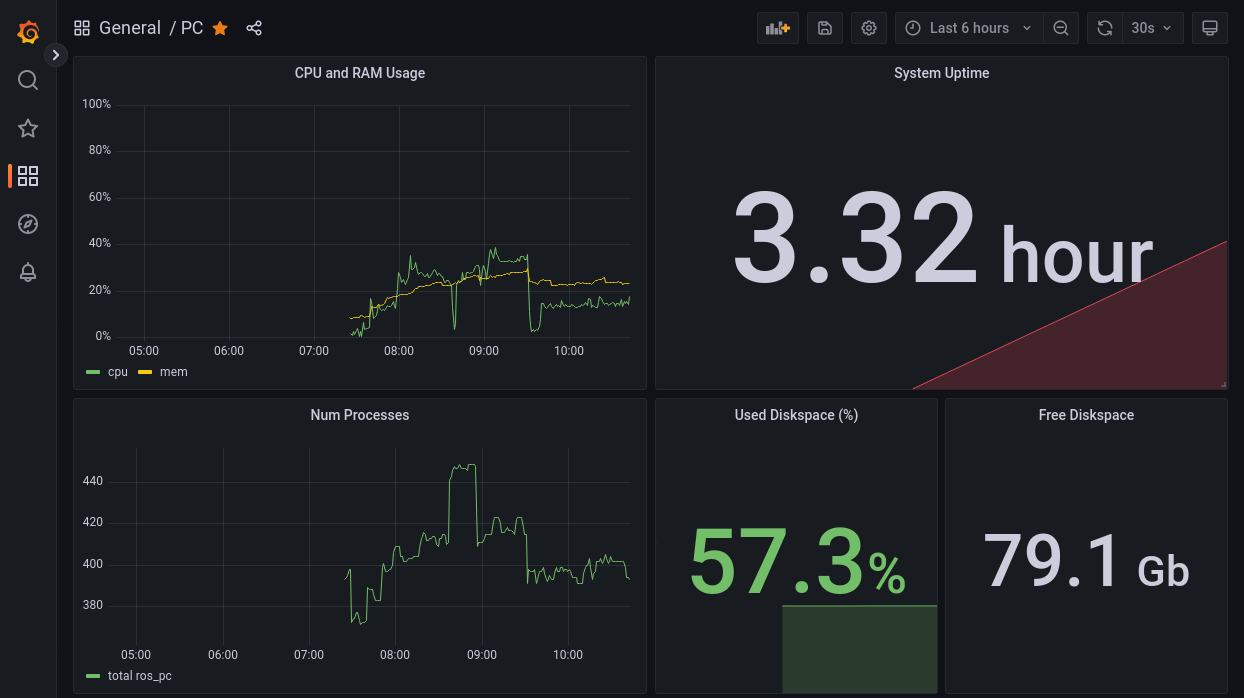 General / PC
Last 6 hours
30s
CPU and RAM Usage
100%
80%
60%
40%
20%
0%
05:00 06:00 07:00 08:00 09:00 10:00
cpu mem
System Uptime
3.32 hour
Num Processes
440
420
400
380
05:00 06:00 07:00 08:00 09:00 10:00
total ros_pc
Used Diskspace (%)
57.3%
Free Diskspace
79.1 Gb